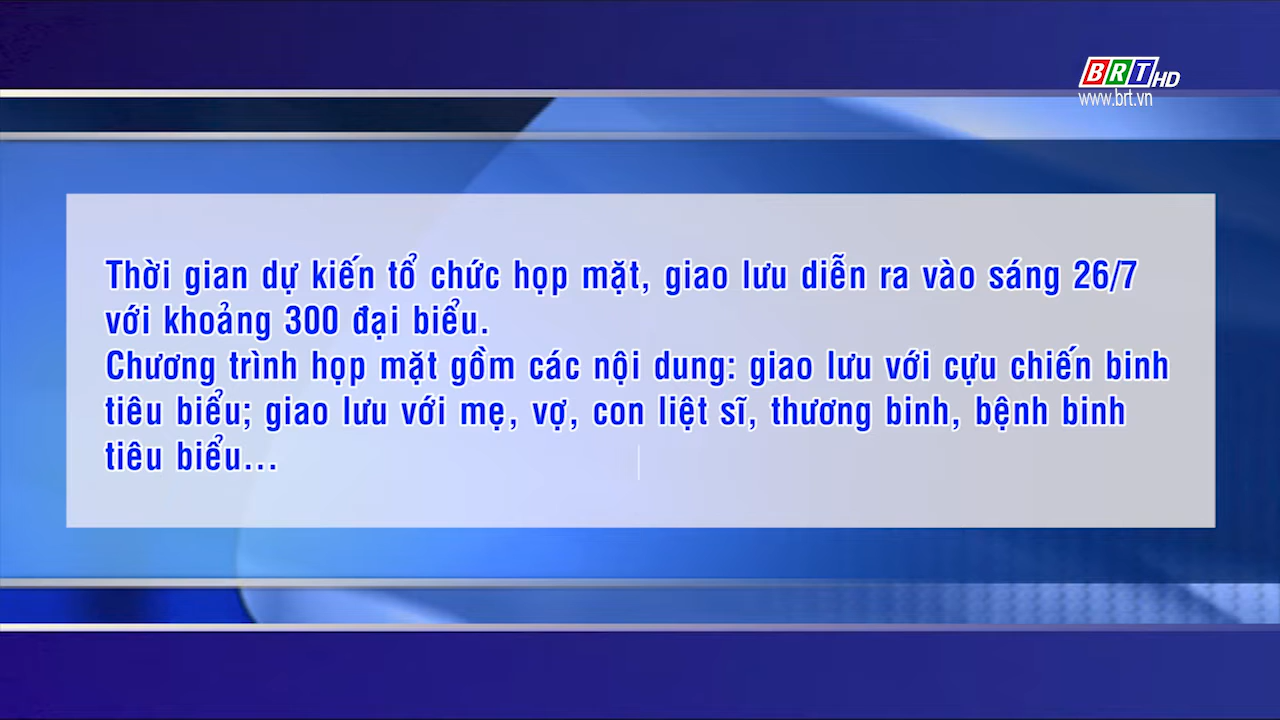 BRT HD
www.brt.vn
Thời gian dự kiến tổ chức họp mặt, giao lưu diễn ra vào sáng 26/7
với khoảng 300 đại biểu.
Chương trình họp mặt gồm các nội dung: giao lưu với cựu chiến binh
tiêu biểu; giao lưu với mẹ, vợ, con liệt sĩ, thương binh, bệnh binh
tiêu biểu...